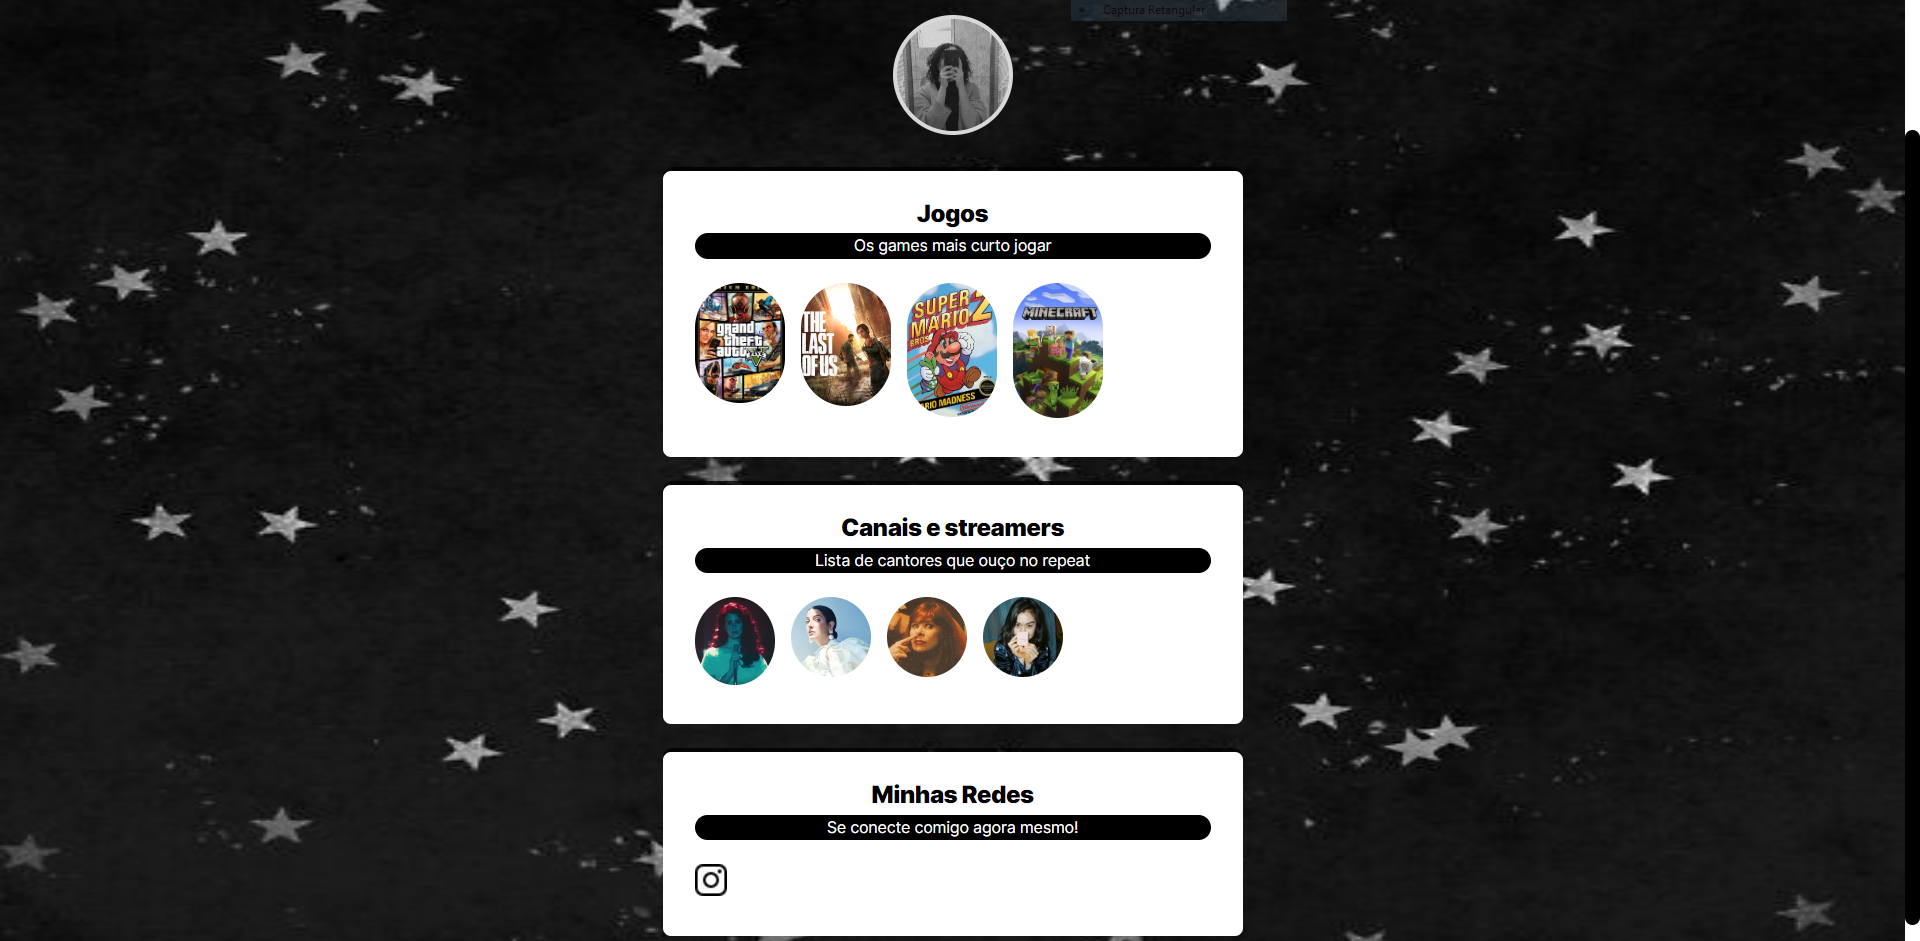 Captura Retangular
Jogos
Os games mais curto jogar
grand
theft
auto
V
THE
LAST
OF US
SUPER
MARIO
BROS
2
RIO MADNESS
MINECRAFT
Canais e streamers
Lista de cantores que ouço no repeat
Minhas Redes
Se conecte comigo agora mesmo!